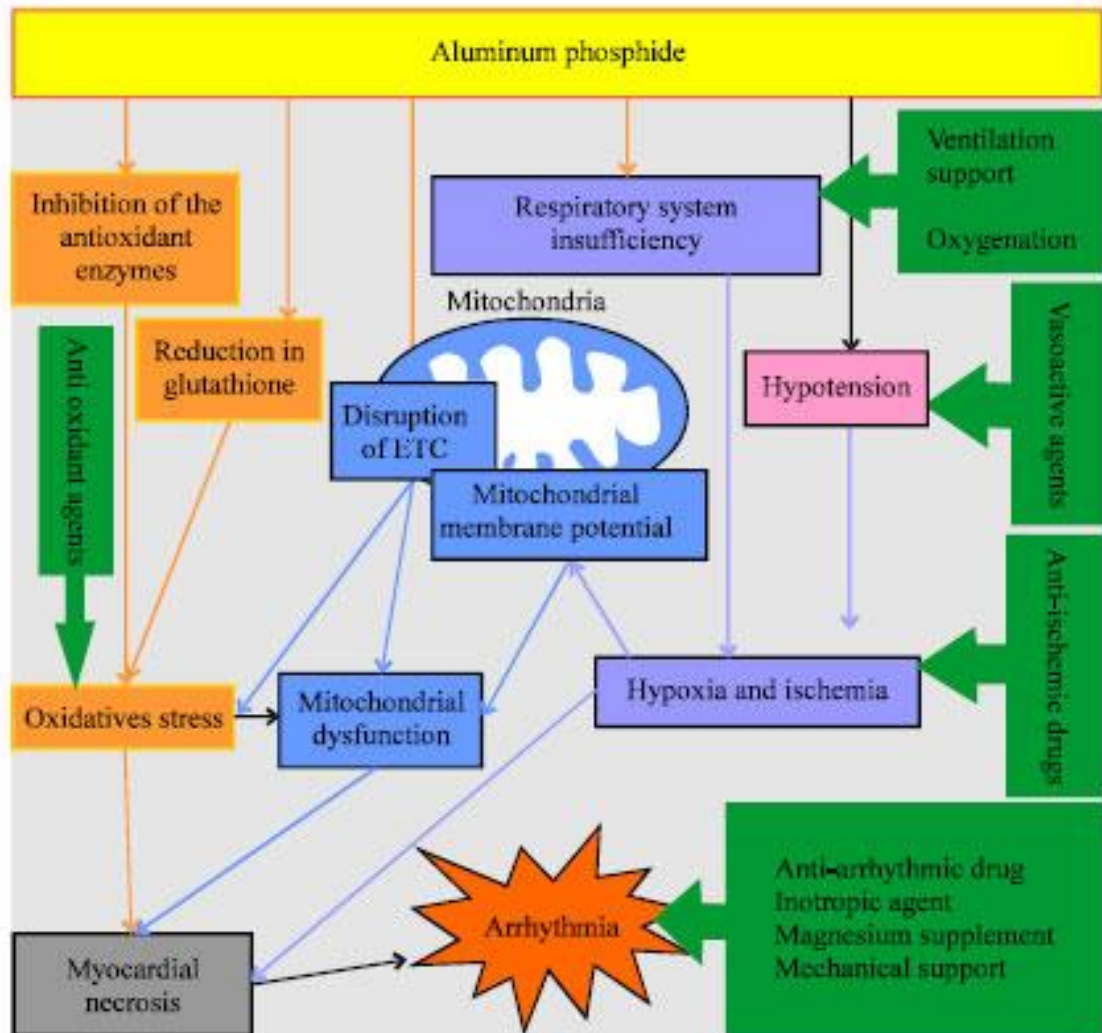 Aluminum phosphide
Ventilation
support
Oxygenation
Inhibition of the
antioxidant
enzymes
Respiratory system
insufficiency
Mitochondria
Anti oxidant agents
Reduction in
glutathione
Vasoactive agents
Hypotension
Disruption
of ETC
Mitochondrial
membrane potential
Anti-ischemic drugs
Oxidatives stress
Mitochondrial
dysfunction
Hypoxia and ischemia
Anti-arrhythmic drug
Inotropic agent
Magnesium supplement
Mechanical support
Arrhythmia
Myocardial
necrosis